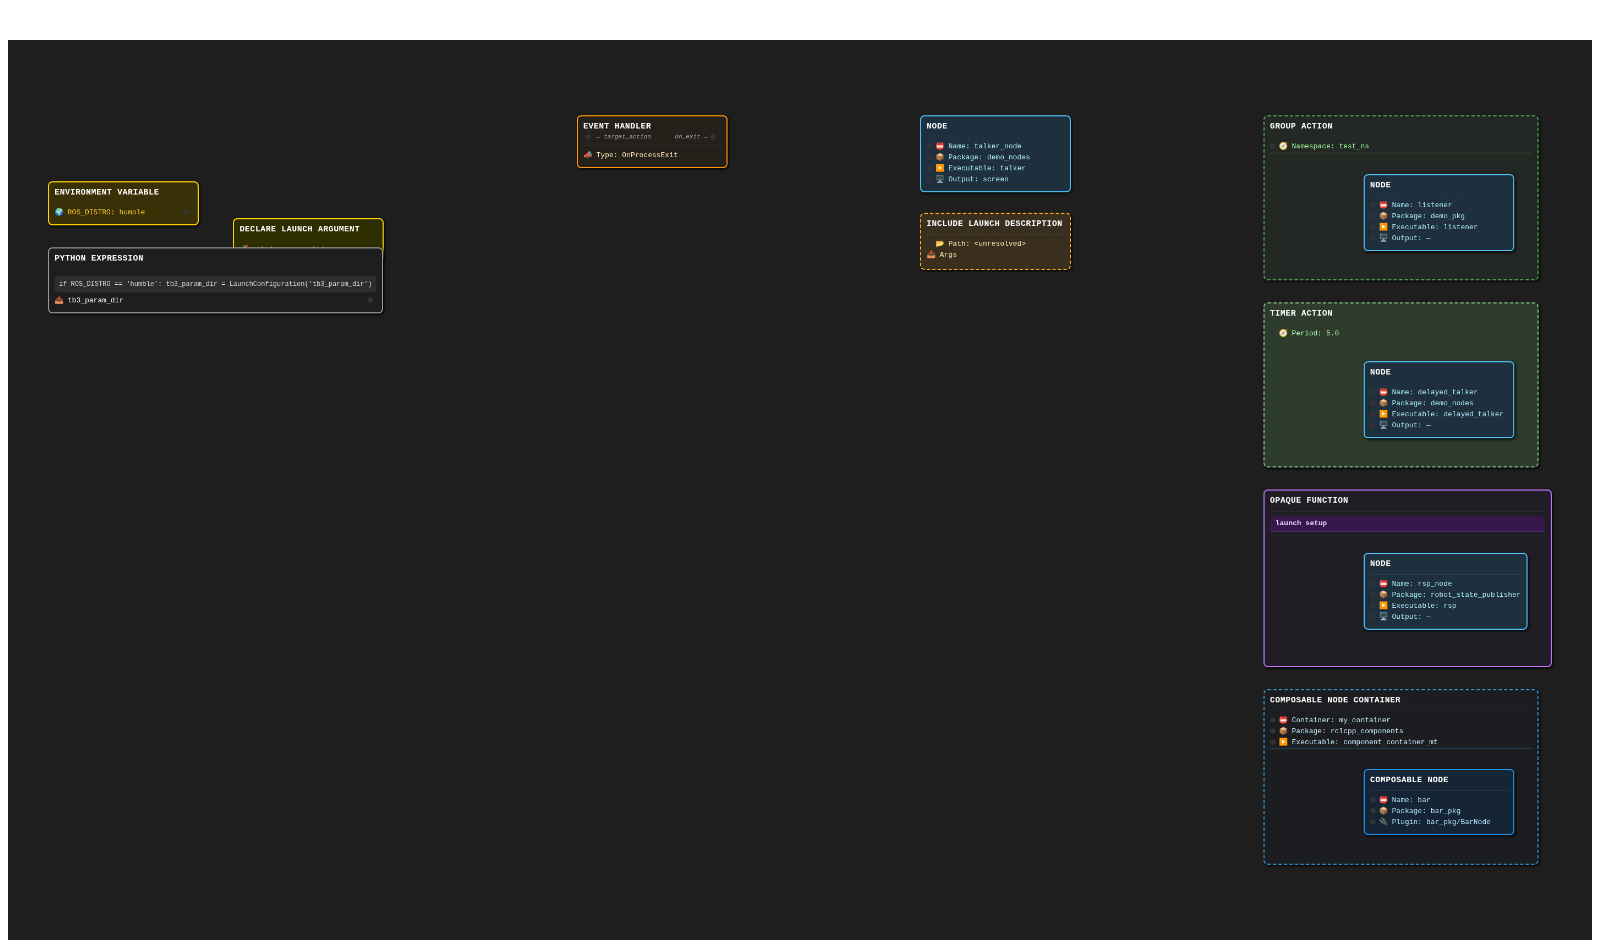 ENVIRONMENT VARIABLE
ROS_DISTRO: humble
DECLARE LAUNCH ARGUMENT
PYTHON EXPRESSION
if ROS_DISTRO == 'humble': tb3_param_dir = LaunchConfiguration('tb3_param_dir')
tb3_param_dir
EVENT HANDLER
— target_action on_exit —
Type: OnProcessExit
NODE
Name: talker_node
Package: demo_nodes
Executable: talker
Output: screen
INCLUDE LAUNCH DESCRIPTION
Path: <unresolved>
Args
GROUP ACTION
Namespace: test_ns
NODE
Name: listener
Package: demo_pkg
Executable: listener
Output: —
TIMER ACTION
Period: 5.0
NODE
Name: delayed_talker
Package: demo_nodes
Executable: delayed_talker
Output: —
OPAQUE FUNCTION
launch_setup
NODE
Name: rsp_node
Package: robot_state_publisher
Executable: rsp
Output: —
COMPOSABLE NODE CONTAINER
Container: my_container
Package: rclcpp_components
Executable: component_container_mt
COMPOSABLE NODE
Name: bar
Package: bar_pkg
Plugin: bar_pkg/BarNode